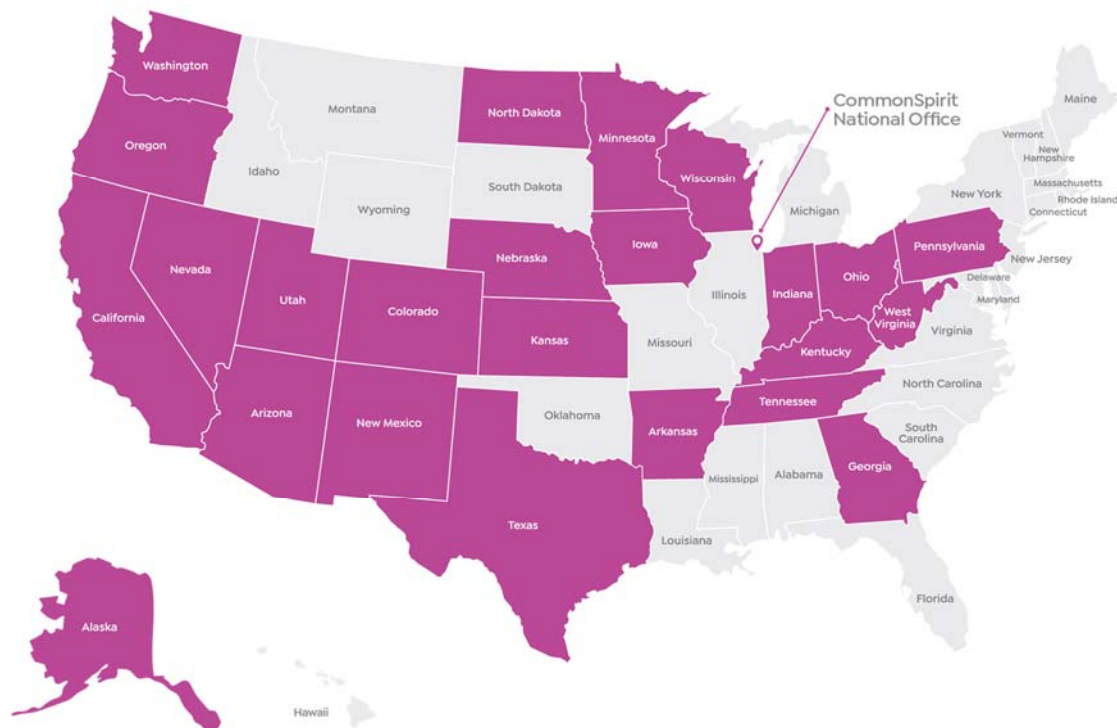 Washington
Montana
North Dakota
Minnesota
CommonSpirit
National Office
Maine
Vermont
New
Hampshire
Oregon
Idaho
South Dakota
Wisconsin
Michigan
New York
Massachusetts
Rhode Island
Connecticut
Wyoming
Iowa
Pennsylvania
Nebraska
New Jersey
Nevada
Utah
Colorado
Illinois
Indiana
Ohio
Delaware
Maryland
California
West
Virginia
Virginia
Kansas
Missouri
Kentucky
North Carolina
Arizona
New Mexico
Oklahoma
Arkansas
Tennessee
South
Carolina
Mississippi
Alabama
Georgia
Texas
Louisiana
Florida
Alaska
Hawaii